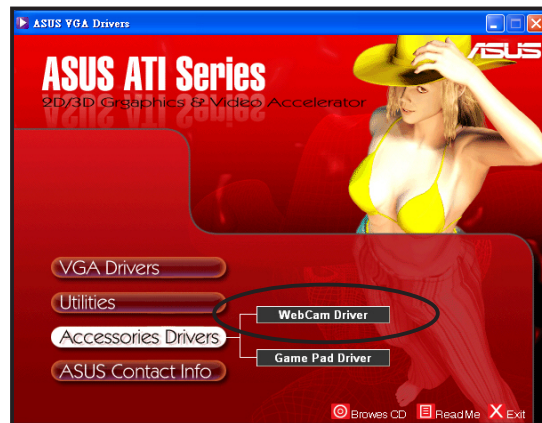 ASUS VGA Drivers
ASUS
ASUS ATI Series
2D/3D Grgaphics & Video Accelerator
VGA Drivers
Utilities
WebCam Driver
Accessories Drivers
Game Pad Driver
ASUS Contact Info
Browes CD
ReadMe
Exit